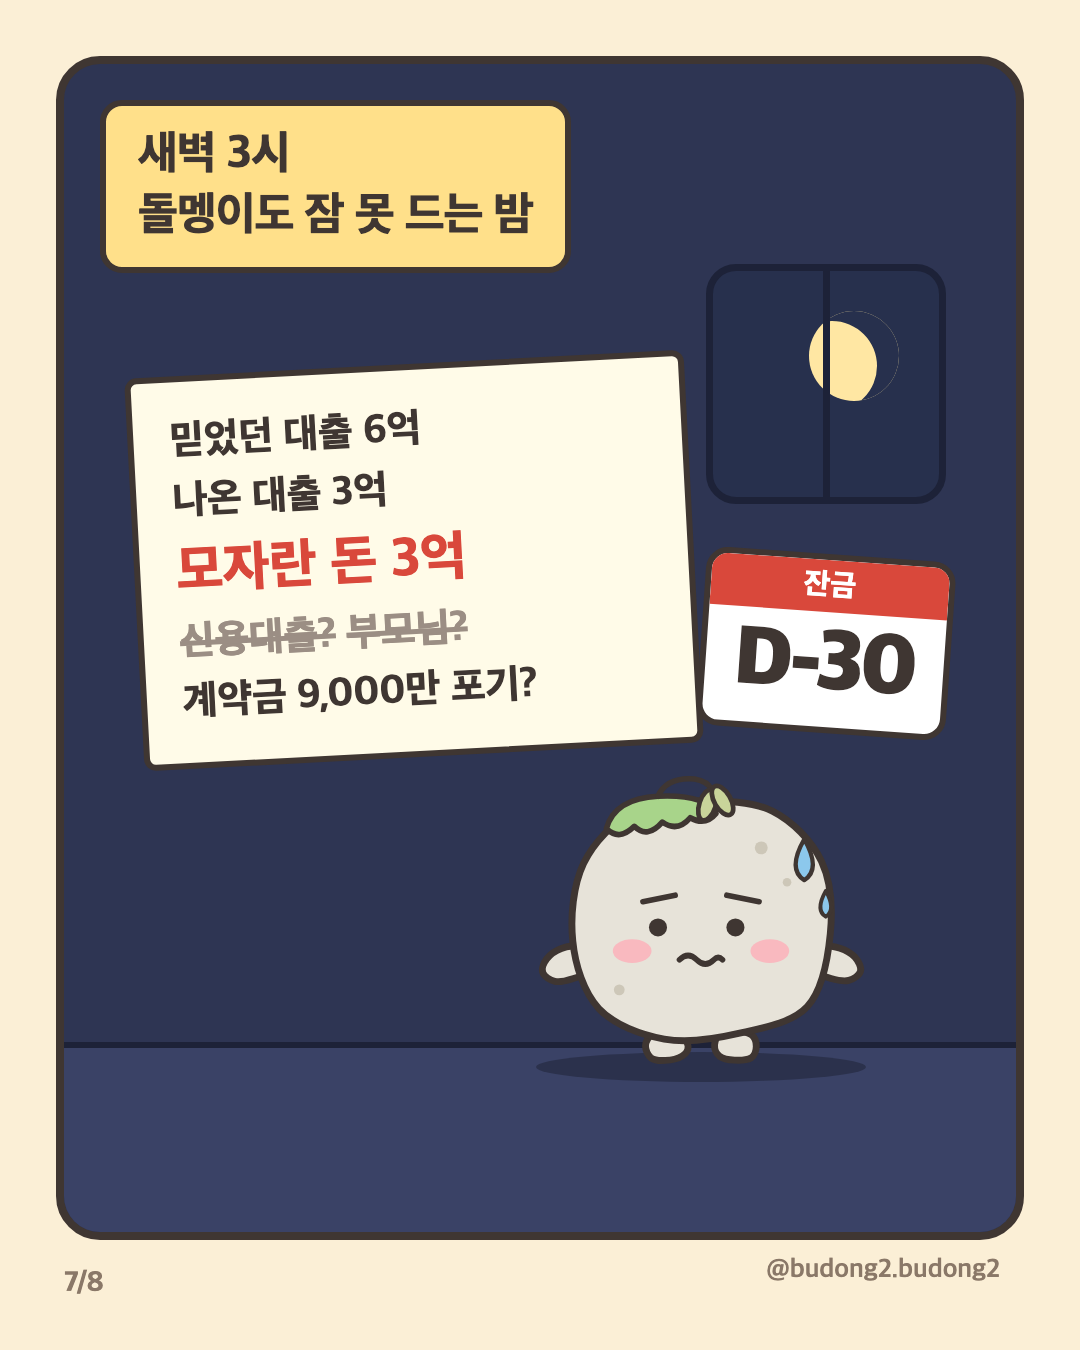 새벽 3시
돌멩이도 잠 못 드는 밤
믿었던 대출 6억
나온 대출 3억
모자란 돈 3억
신용대출? 부모님?
계약금 9,000만 포기?
잔금
D-30
7/8
@budong2.budong2